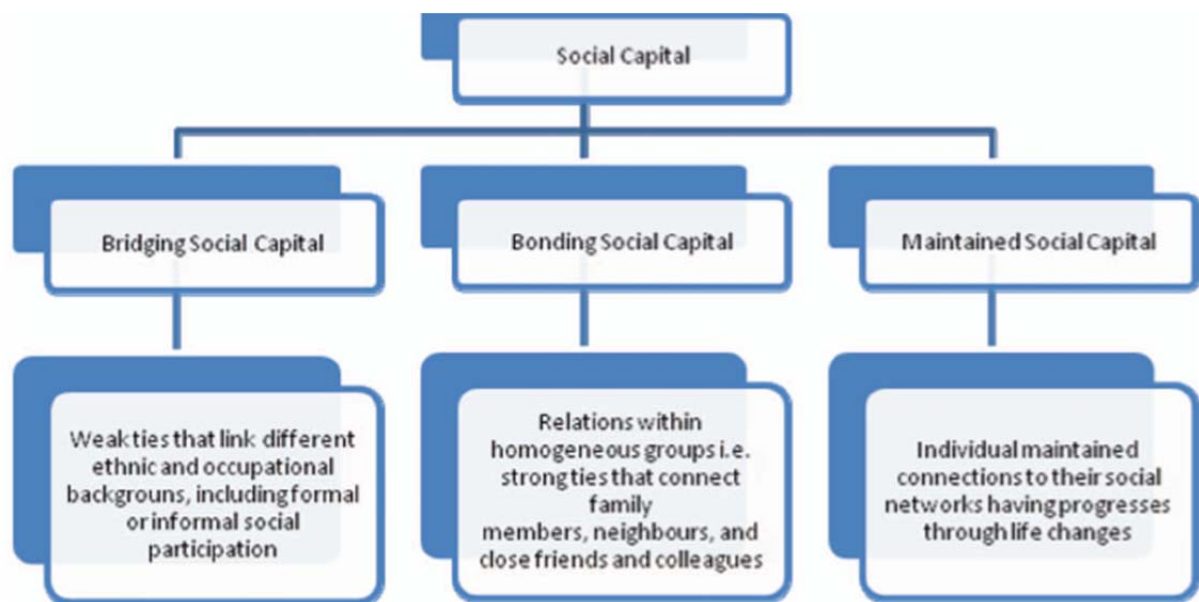 Social Capital
Bridging Social Capital
Bonding Social Capital
Maintained Social Capital
Weak ties that link different
ethnic and occupational
backgrouns, including formal
or informal social
participation
Relations within
homogeneous groups i.e.
strong ties that connect
family
members, neighbours, and
close friends and colleagues
Individual maintained
connections to their social
networks having progresses
through life changes